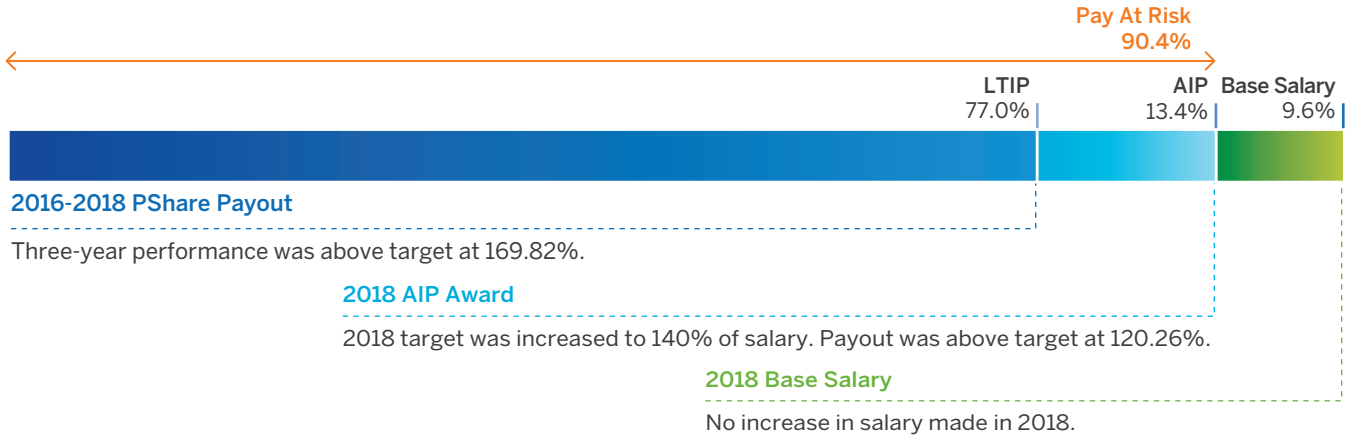 Pay At Risk
90.4%
LTIP
77.0%
AIP
13.4%
Base Salary
9.6%
2016-2018 PShare Payout
Three-year performance was above target at 169.82%.
2018 AIP Award
2018 target was increased to 140% of salary. Payout was above target at 120.26%.
2018 Base Salary
No increase in salary made in 2018.